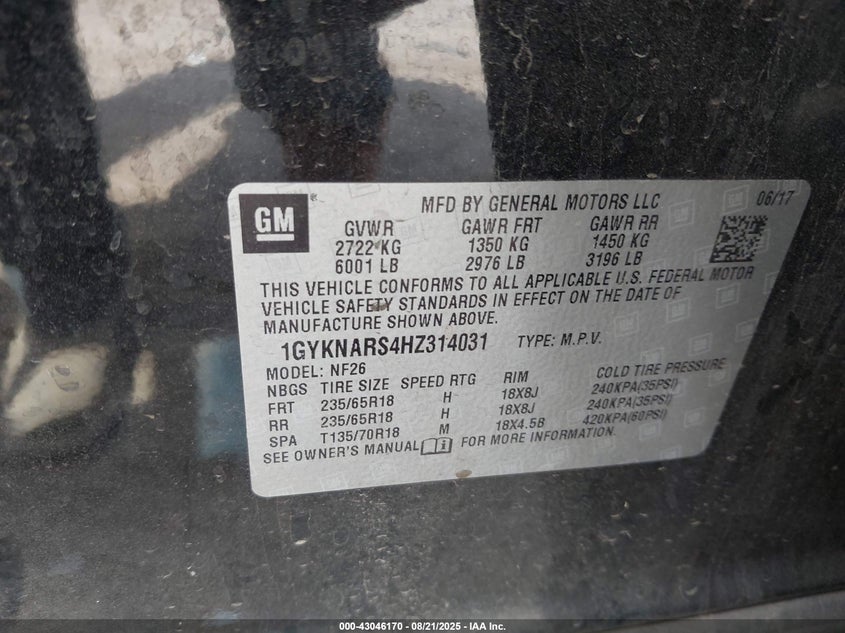 GM
MFD BY GENERAL MOTORS LLC 06/17
GVWR GAWR FRT GAWR RR
2722 KG 1350 KG 1450 KG
6001 LB 2976 LB 3196 LB
THIS VEHICLE CONFORMS TO ALL APPLICABLE U.S. FEDERAL MOTOR
VEHICLE SAFETY STANDARDS IN EFFECT ON THE DATE OF
MANUFACTURE SHOWN ABOVE.
1GYKNARS4HZ314031 TYPE: M.P.V.
MODEL: NF26
NBGS TIRE SIZE SPEED RTG RIM COLD TIRE PRESSURE
FRT 235/65R18 H 18X8J 240KPA(35PSI)
RR 235/65R18 H 18X8J 240KPA(35PSI)
SPA T135/70R18 M 18X4.5B 420KPA(60PSI)
SEE OWNER'S MANUAL FOR MORE INFORMATION.
000-43046170 - 08/21/2025 - IAA Inc.